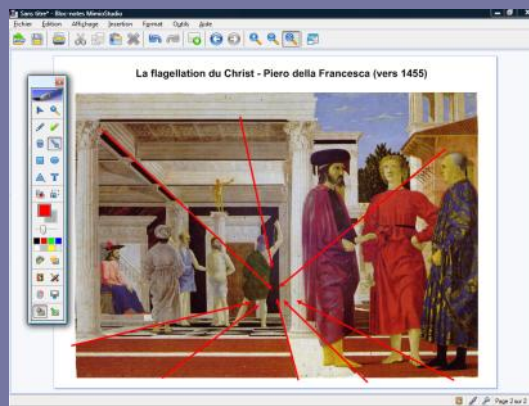 Sans titre* - Bloc-notes MimioStudio
Fichier Edition Affichage Insertion Format Outils Aide
La flagellation du Christ - Piero della Francesca (vers 1455)
T
Page 2 sur 2